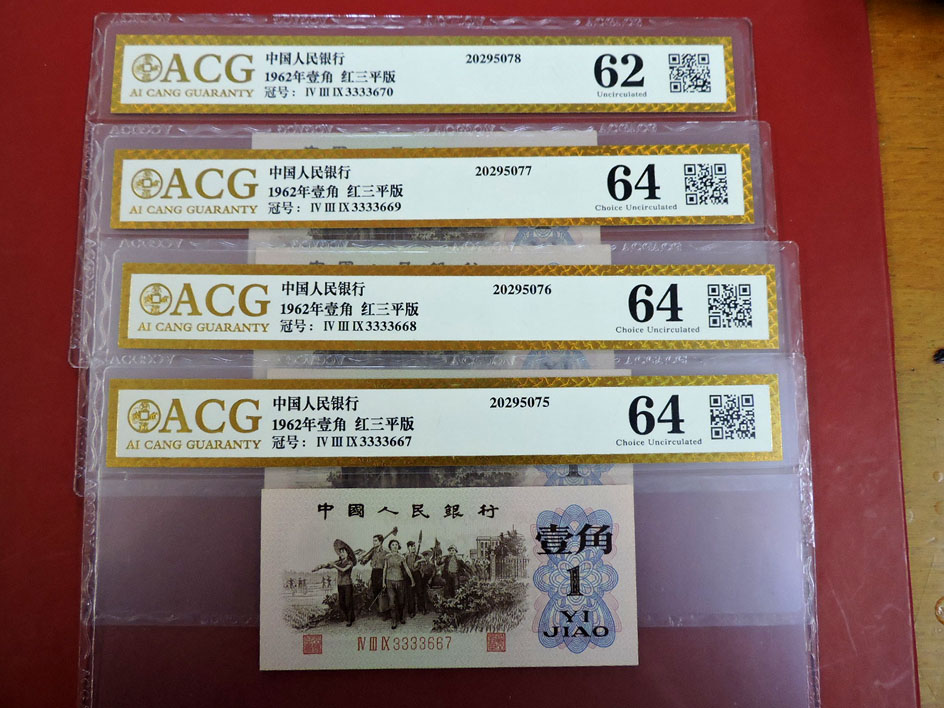 ACG
AI CANG GUARANTY
中国人民银行
1962年壹角 红三平版
冠号： Ⅳ Ⅲ Ⅸ 3333670
20295078
62
Uncirculated
ACG
AI CANG GUARANTY
中国人民银行
1962年壹角 红三平版
冠号： Ⅳ Ⅲ Ⅸ 3333669
20295077
64
Choice Uncirculated
ACG
AI CANG GUARANTY
中国人民银行
1962年壹角 红三平版
冠号： Ⅳ Ⅲ Ⅸ 3333668
20295076
64
Choice Uncirculated
ACG
AI CANG GUARANTY
中国人民银行
1962年壹角 红三平版
冠号： Ⅳ Ⅲ Ⅸ 3333667
20295075
64
Choice Uncirculated
中國人民銀行
壹角
1
YI
JIAO
Ⅳ Ⅲ Ⅸ 3333667